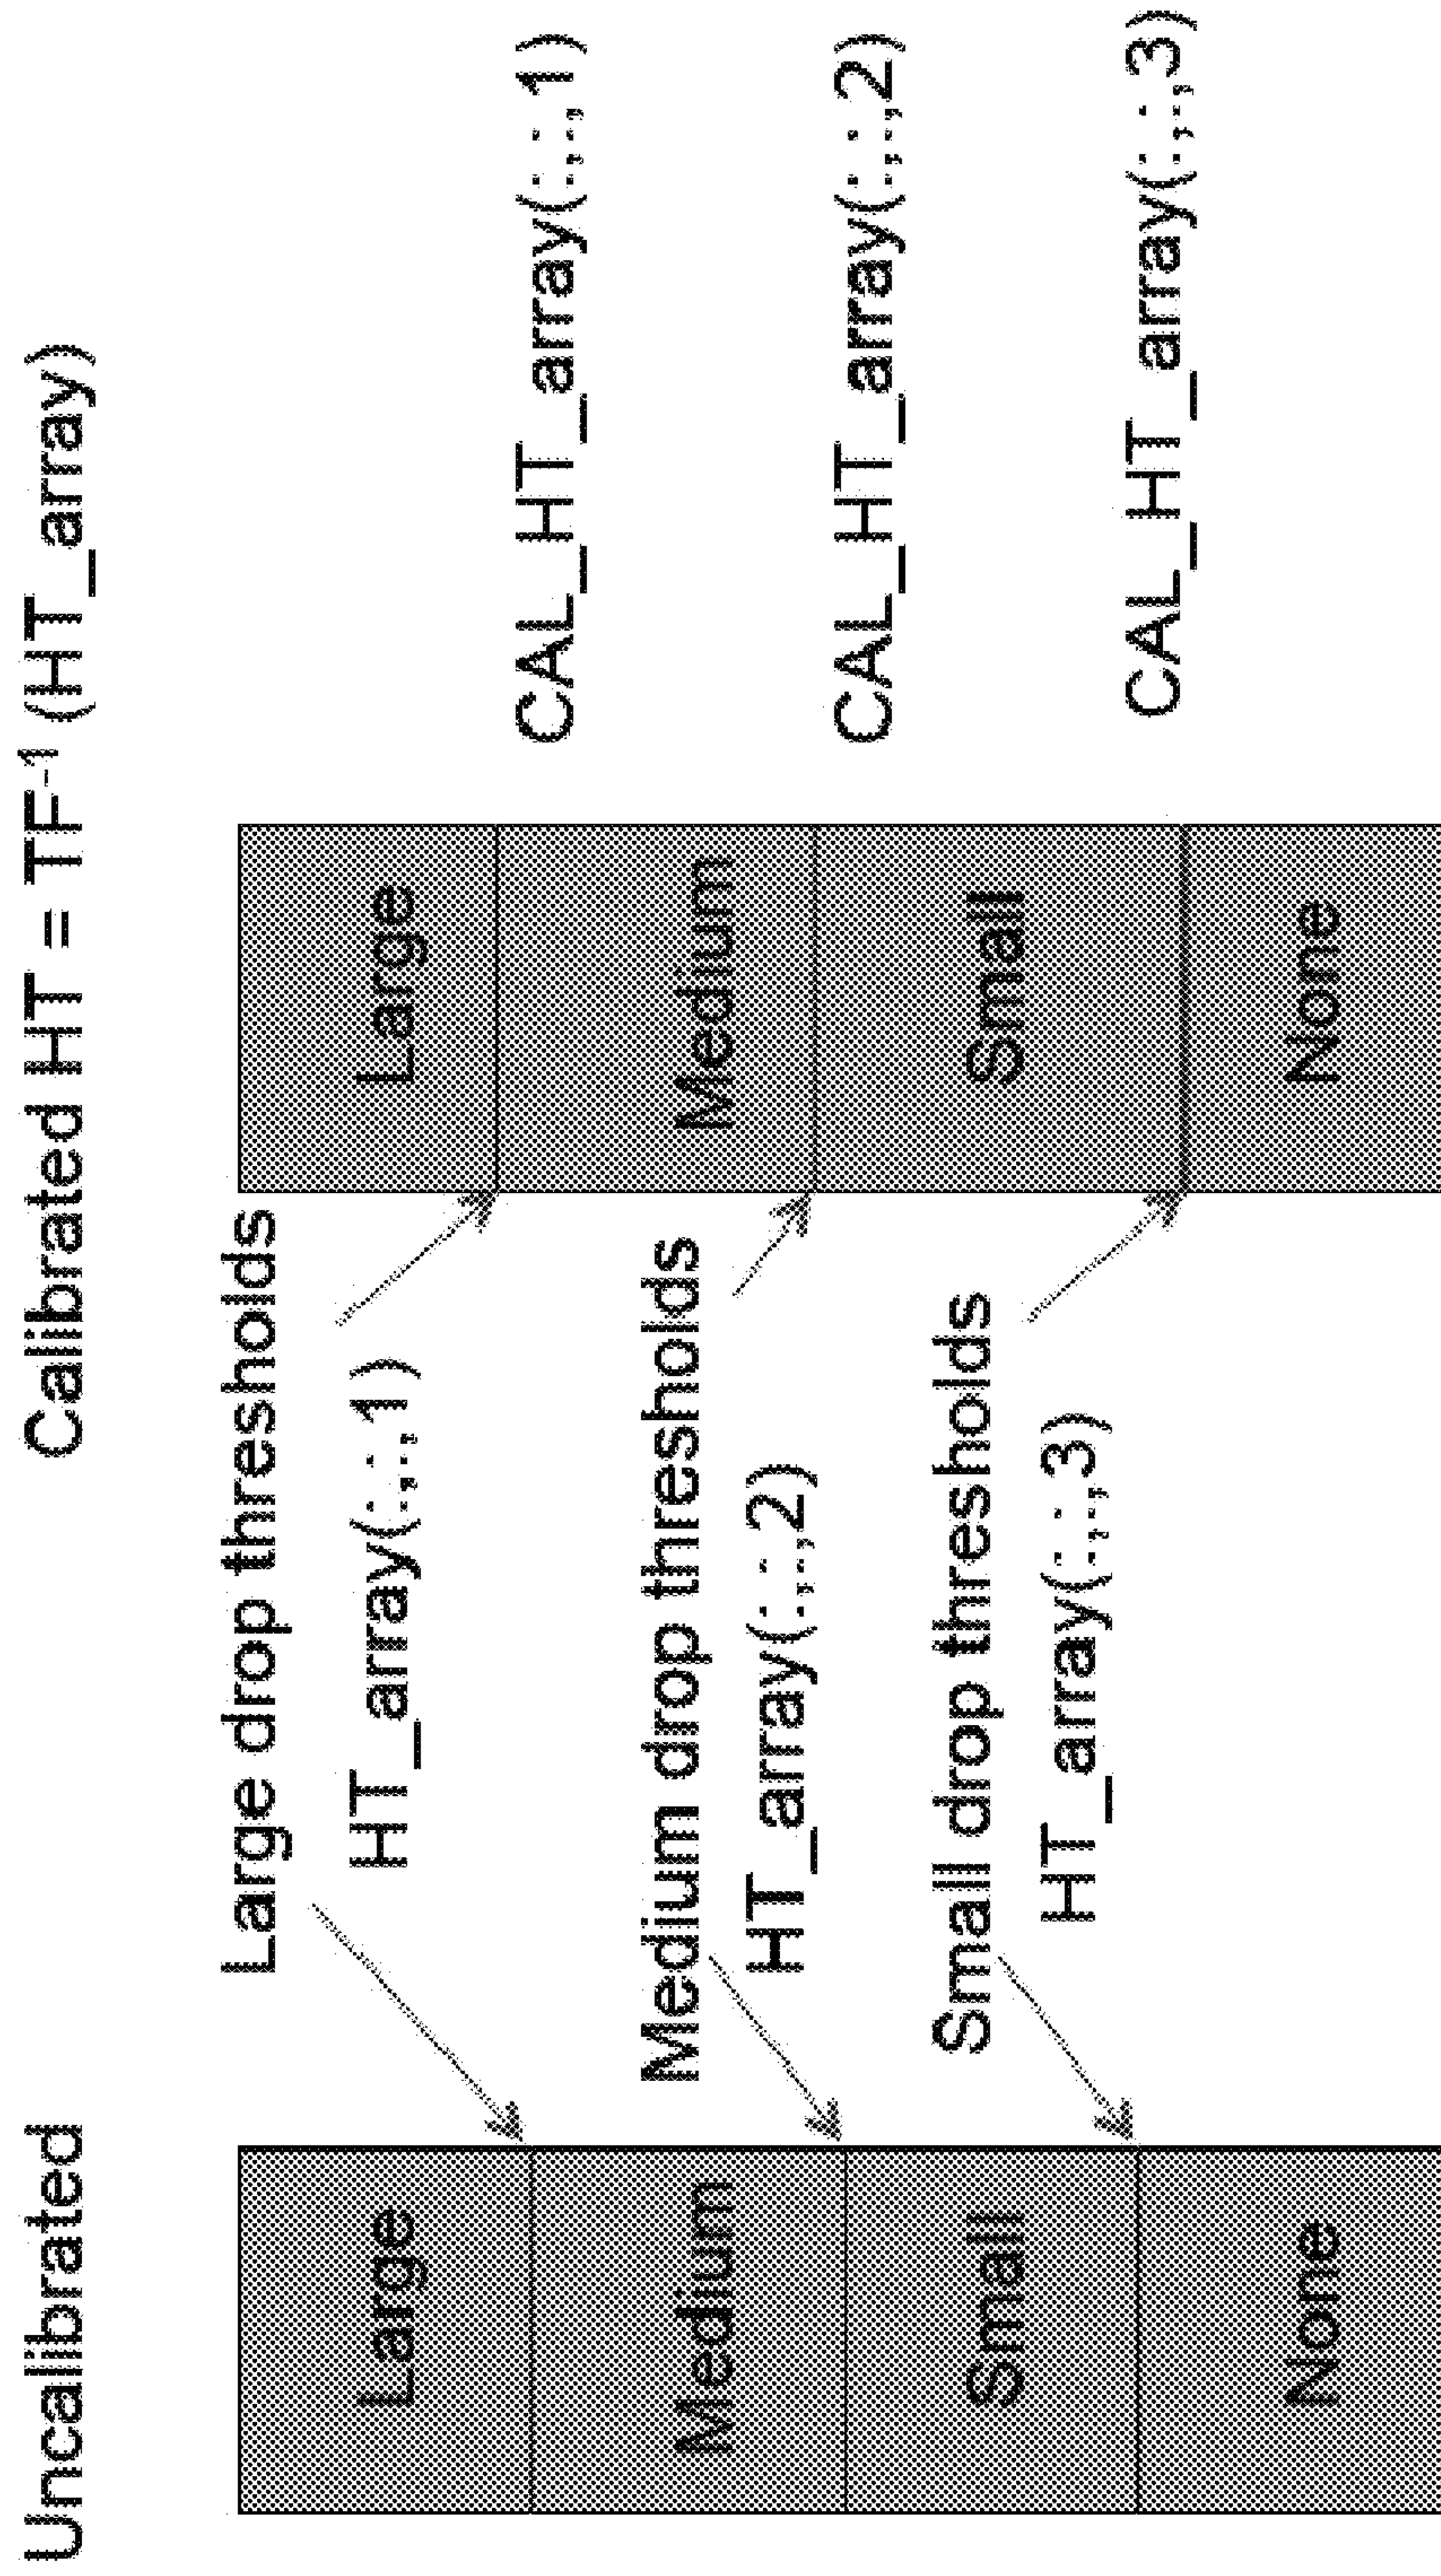 Uncalibrated
Calibrated HT = TF⁻¹ (HT_array)
Large
Medium
Small
None
Large drop thresholds
HT_array(:,:,1)
Medium drop thresholds
HT_array(:,:,2)
Small drop thresholds
HT_array(:,:,3)
Large
Medium
Small
None
CAL_HT_array(:,:,1)
CAL_HT_array(:,:,2)
CAL_HT_array(:,:,3)